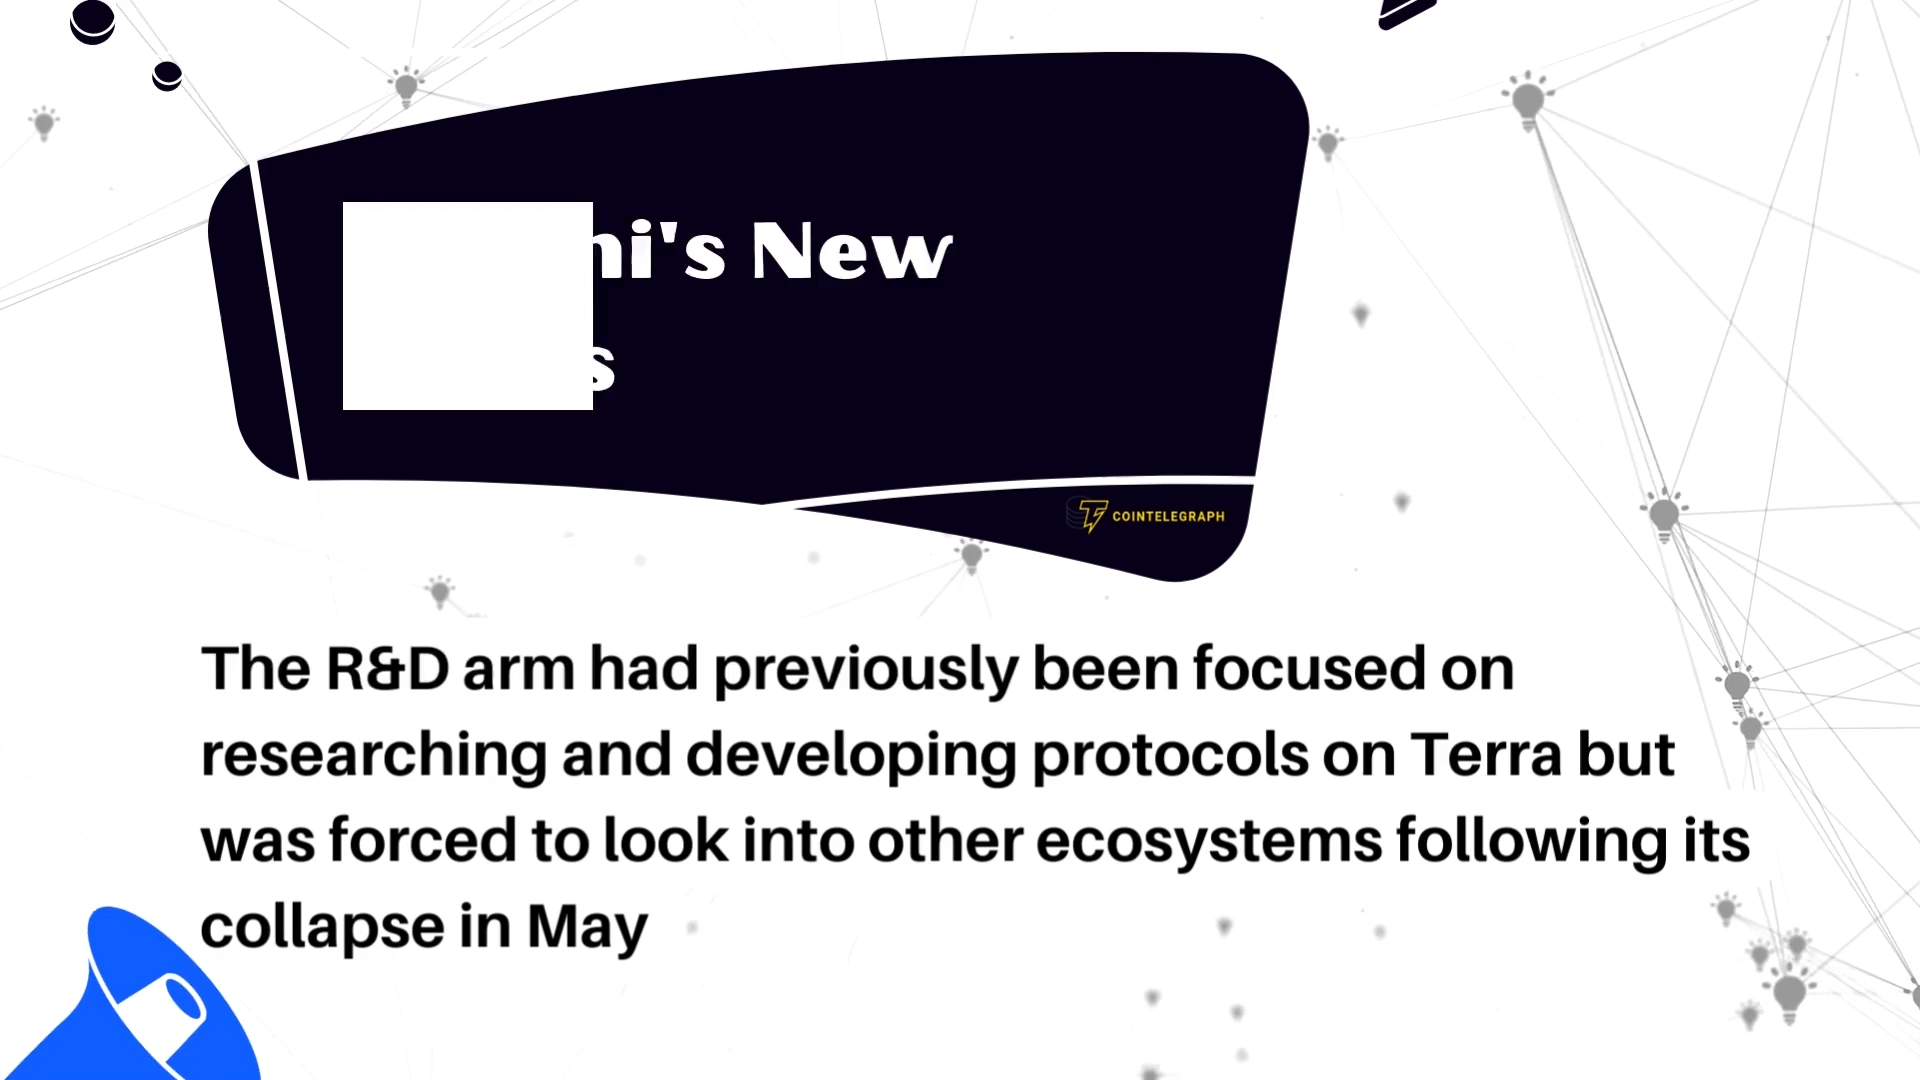 New
COINTELEGRAPH
The R&D arm had previously been focused on
researching and developing protocols on Terra but
was forced to look into other ecosystems following its
collapse in May